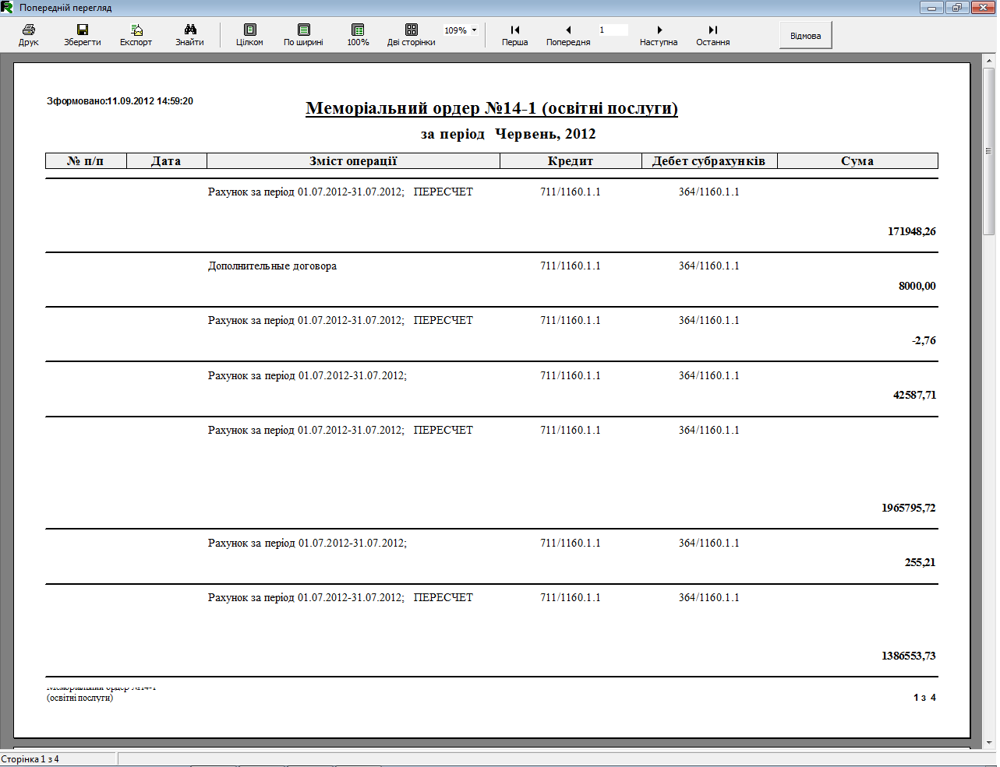 Попередній перегляд
Друк Зберегти Експорт Знайти Цілком По ширині 100% Дві сторінки 109% Перша Попередня 1 Наступна Остання Відмова
Зформовано:11.09.2012 14:59:20
Меморіальний ордер №14-1 (освітні послуги)
за період Червень, 2012
№ п/п Дата Зміст операції Кредит Дебет субрахунків Сума
Рахунок за період 01.07.2012-31.07.2012; ПЕРЕСЧЕТ 711/1160.1.1 364/1160.1.1
171948,26
Дополнительные договора 711/1160.1.1 364/1160.1.1
8000,00
Рахунок за період 01.07.2012-31.07.2012; ПЕРЕСЧЕТ 711/1160.1.1 364/1160.1.1
-2,76
Рахунок за період 01.07.2012-31.07.2012; 711/1160.1.1 364/1160.1.1
42587,71
Рахунок за період 01.07.2012-31.07.2012; ПЕРЕСЧЕТ 711/1160.1.1 364/1160.1.1
1965795,72
Рахунок за період 01.07.2012-31.07.2012; 711/1160.1.1 364/1160.1.1
255,21
Рахунок за період 01.07.2012-31.07.2012; ПЕРЕСЧЕТ 711/1160.1.1 364/1160.1.1
1386553,73
Меморіальний ордер №14-1
(освітні послуги) 1 з 4
Сторінка 1 з 4